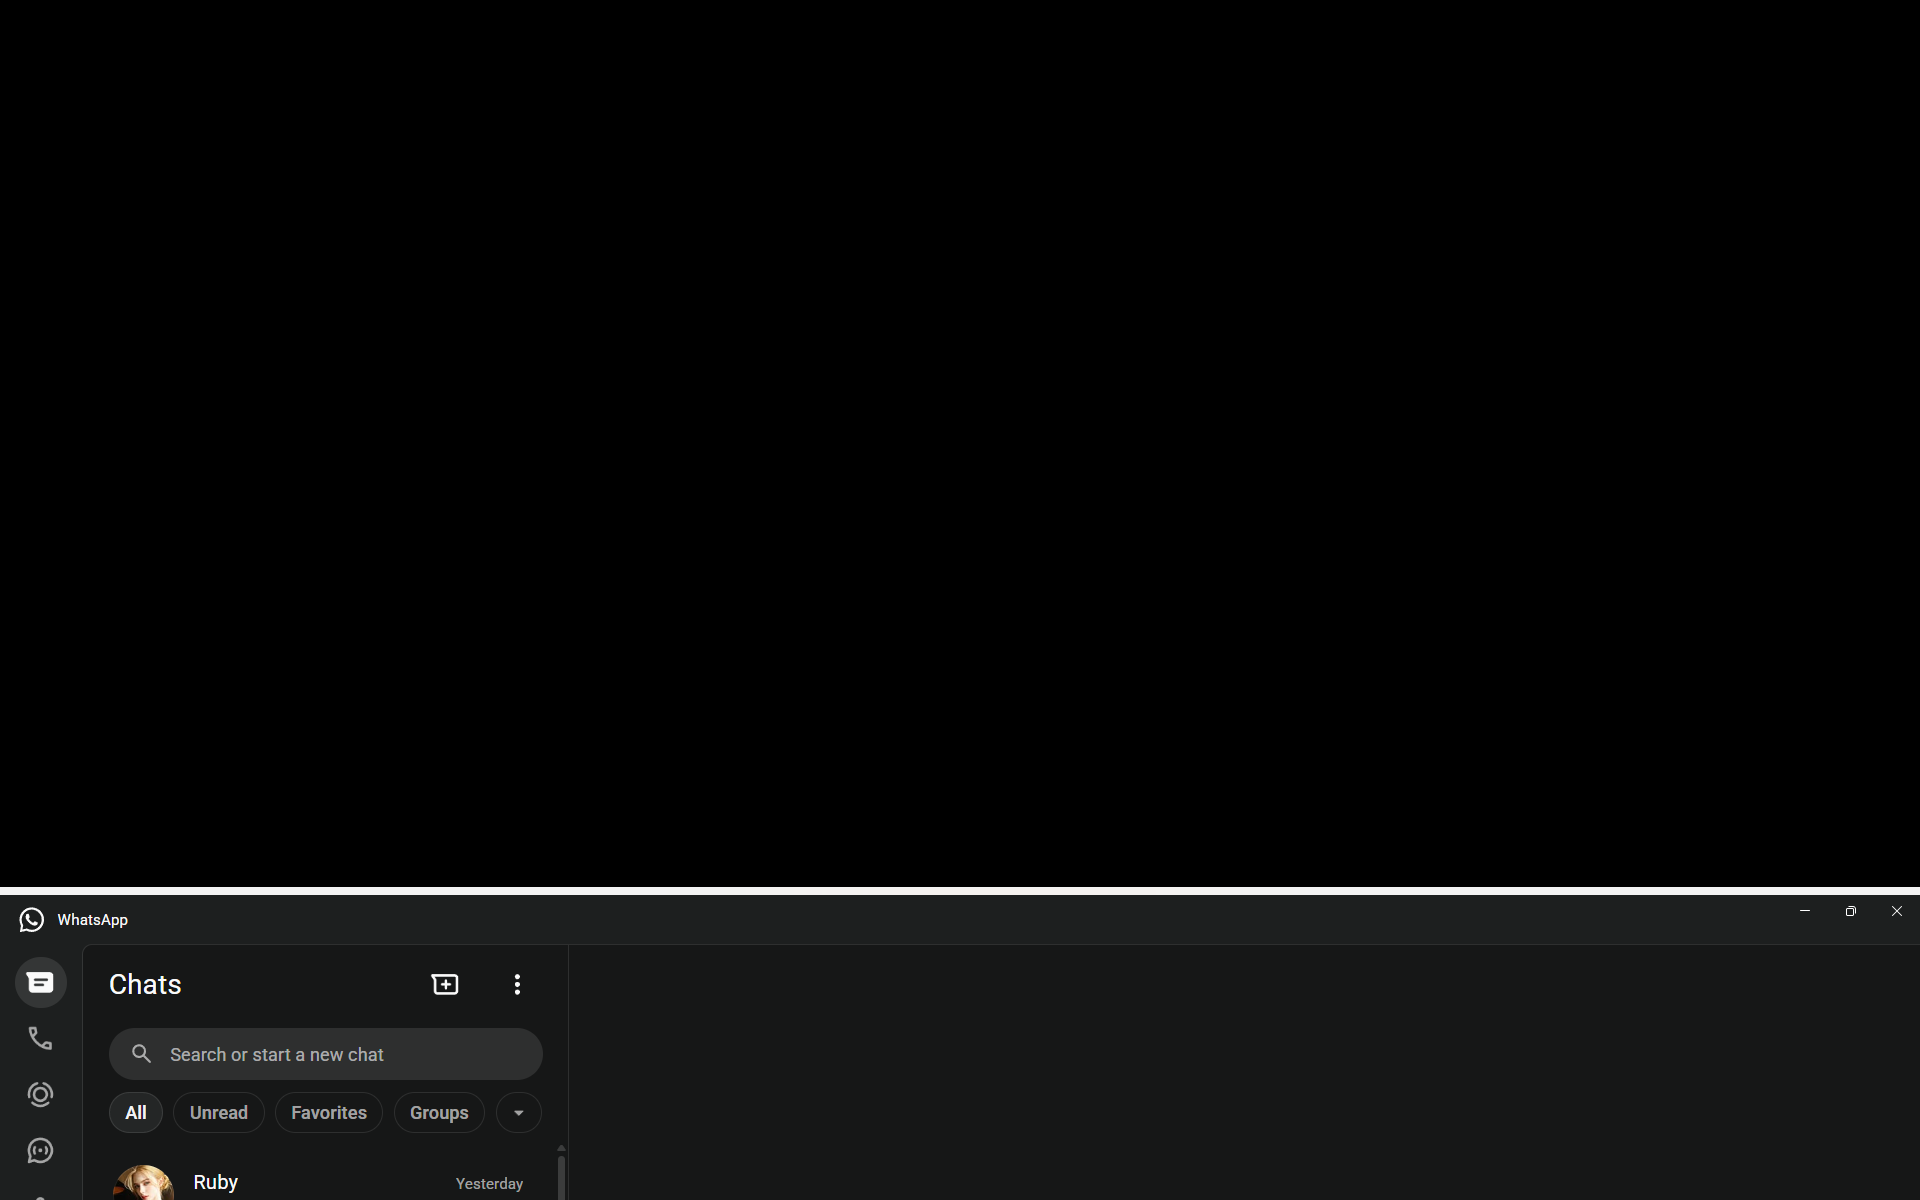 WhatsApp
Chats
Search or start a new chat
All
Unread
Favorites
Groups
Ruby
Yesterday